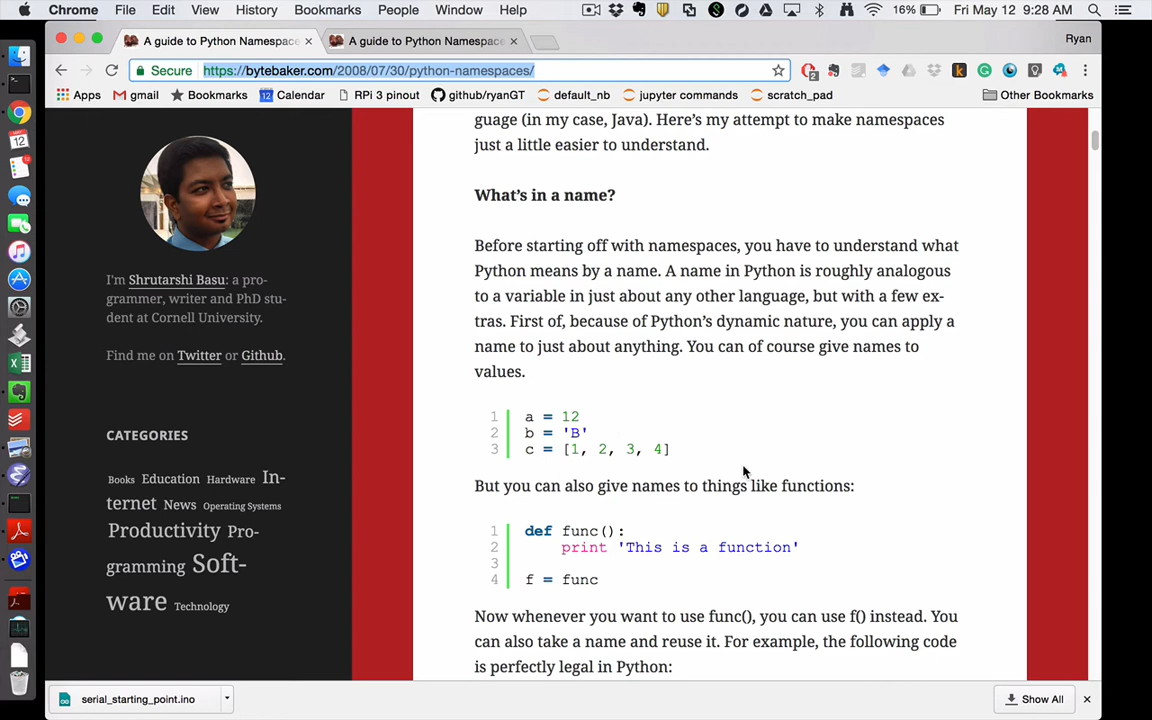 Chrome File Edit View History Bookmarks People Window Help 16% Fri May 12 9:28 AM
A guide to Python Namespace
A guide to Python Namespace
Ryan
Secure https://bytebaker.com/2008/07/30/python-namespaces/
Apps gmail Bookmarks 12 Calendar RPi 3 pinout github/ryanGT default_nb jupyter commands scratch_pad Other Bookmarks
guage (in my case, Java). Here's my attempt to make namespaces
just a little easier to understand.
What's in a name?
Before starting off with namespaces, you have to understand what
Python means by a name. A name in Python is roughly analogous
to a variable in just about any other language, but with a few ex-
tras. First of, because of Python's dynamic nature, you can apply a
name to just about anything. You can of course give names to
values.
1 a = 12
2 b = 'B'
3 c = [1, 2, 3, 4]
But you can also give names to things like functions:
1 def func():
2 print 'This is a function'
3
4 f = func
Now whenever you want to use func(), you can use f() instead. You
can also take a name and reuse it. For example, the following code
is perfectly legal in Python:
I'm Shrutarshi Basu: a pro-
grammer, writer and PhD stu-
dent at Cornell University.
Find me on Twitter or Github.
CATEGORIES
Books Education Hardware In-
ternet News Operating Systems
Productivity Pro-
gramming Soft-
ware Technology
serial_starting_point.ino
Show All